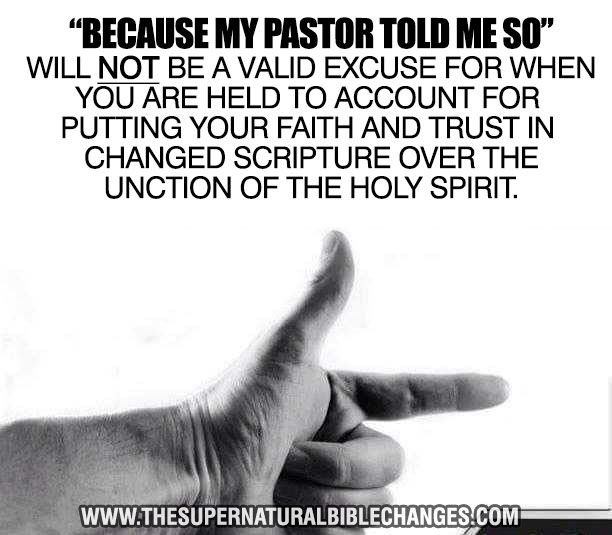 “BECAUSE MY PASTOR TOLD ME SO”
WILL NOT BE A VALID EXCUSE FOR WHEN
YOU ARE HELD TO ACCOUNT FOR
PUTTING YOUR FAITH AND TRUST IN
CHANGED SCRIPTURE OVER THE
UNCTION OF THE HOLY SPIRIT.
WWW.THESUPERNATURALBIBLECHANGES.COM